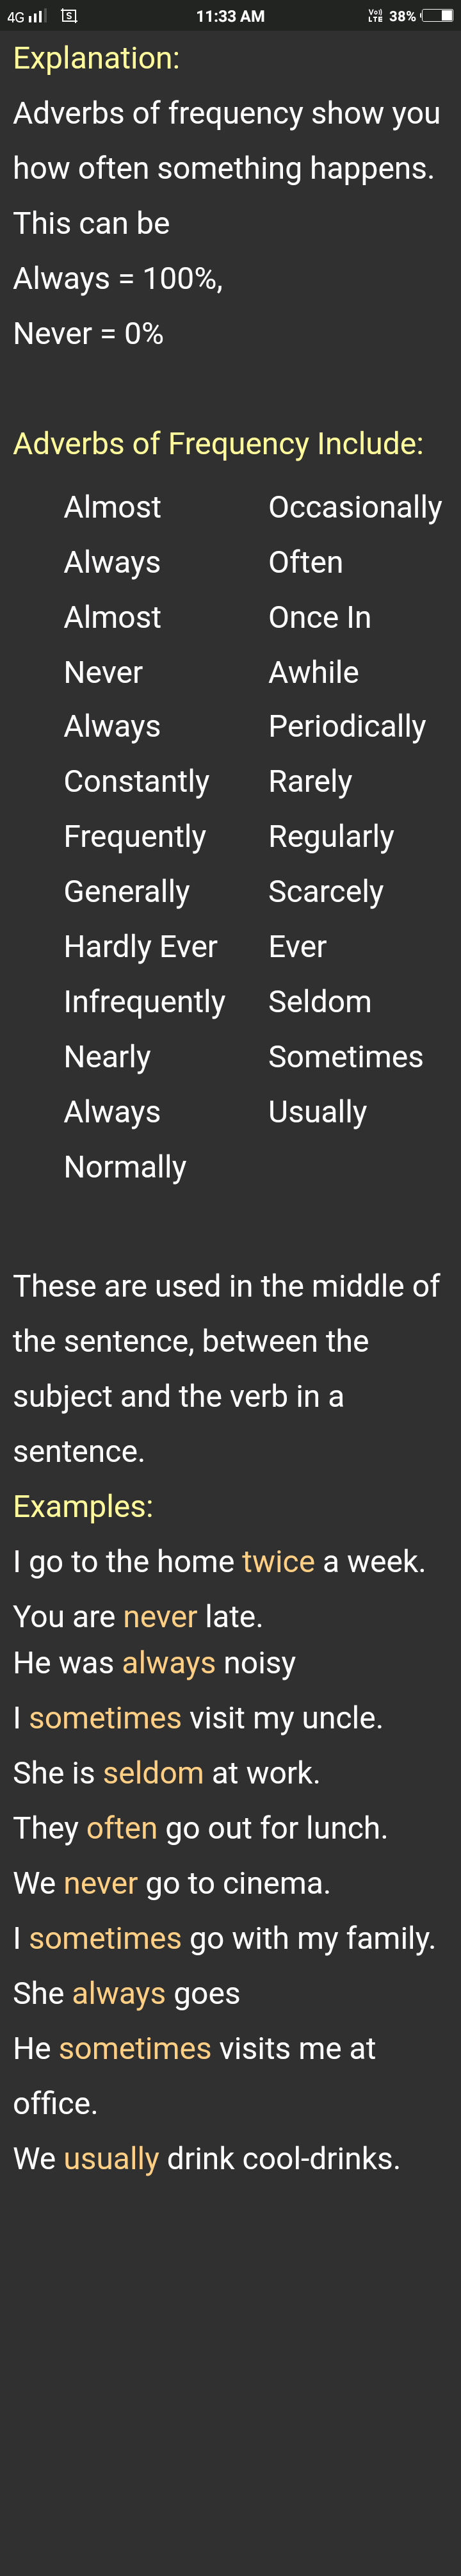 4G 11:33 AM Vo)) LTE 38%
Explanation:
Adverbs of frequency show you
how often something happens.
This can be
Always = 100%,
Never = 0%
Adverbs of Frequency Include:
Almost
Always
Almost
Never
Always
Constantly
Frequently
Generally
Hardly Ever
Infrequently
Nearly
Always
Normally
Occasionally
Often
Once In
Awhile
Periodically
Rarely
Regularly
Scarcely
Ever
Seldom
Sometimes
Usually
These are used in the middle of
the sentence, between the
subject and the verb in a
sentence.
Examples:
I go to the home twice a week.
You are never late.
He was always noisy
I sometimes visit my uncle.
She is seldom at work.
They often go out for lunch.
We never go to cinema.
I sometimes go with my family.
She always goes
He sometimes visits me at
office.
We usually drink cool-drinks.